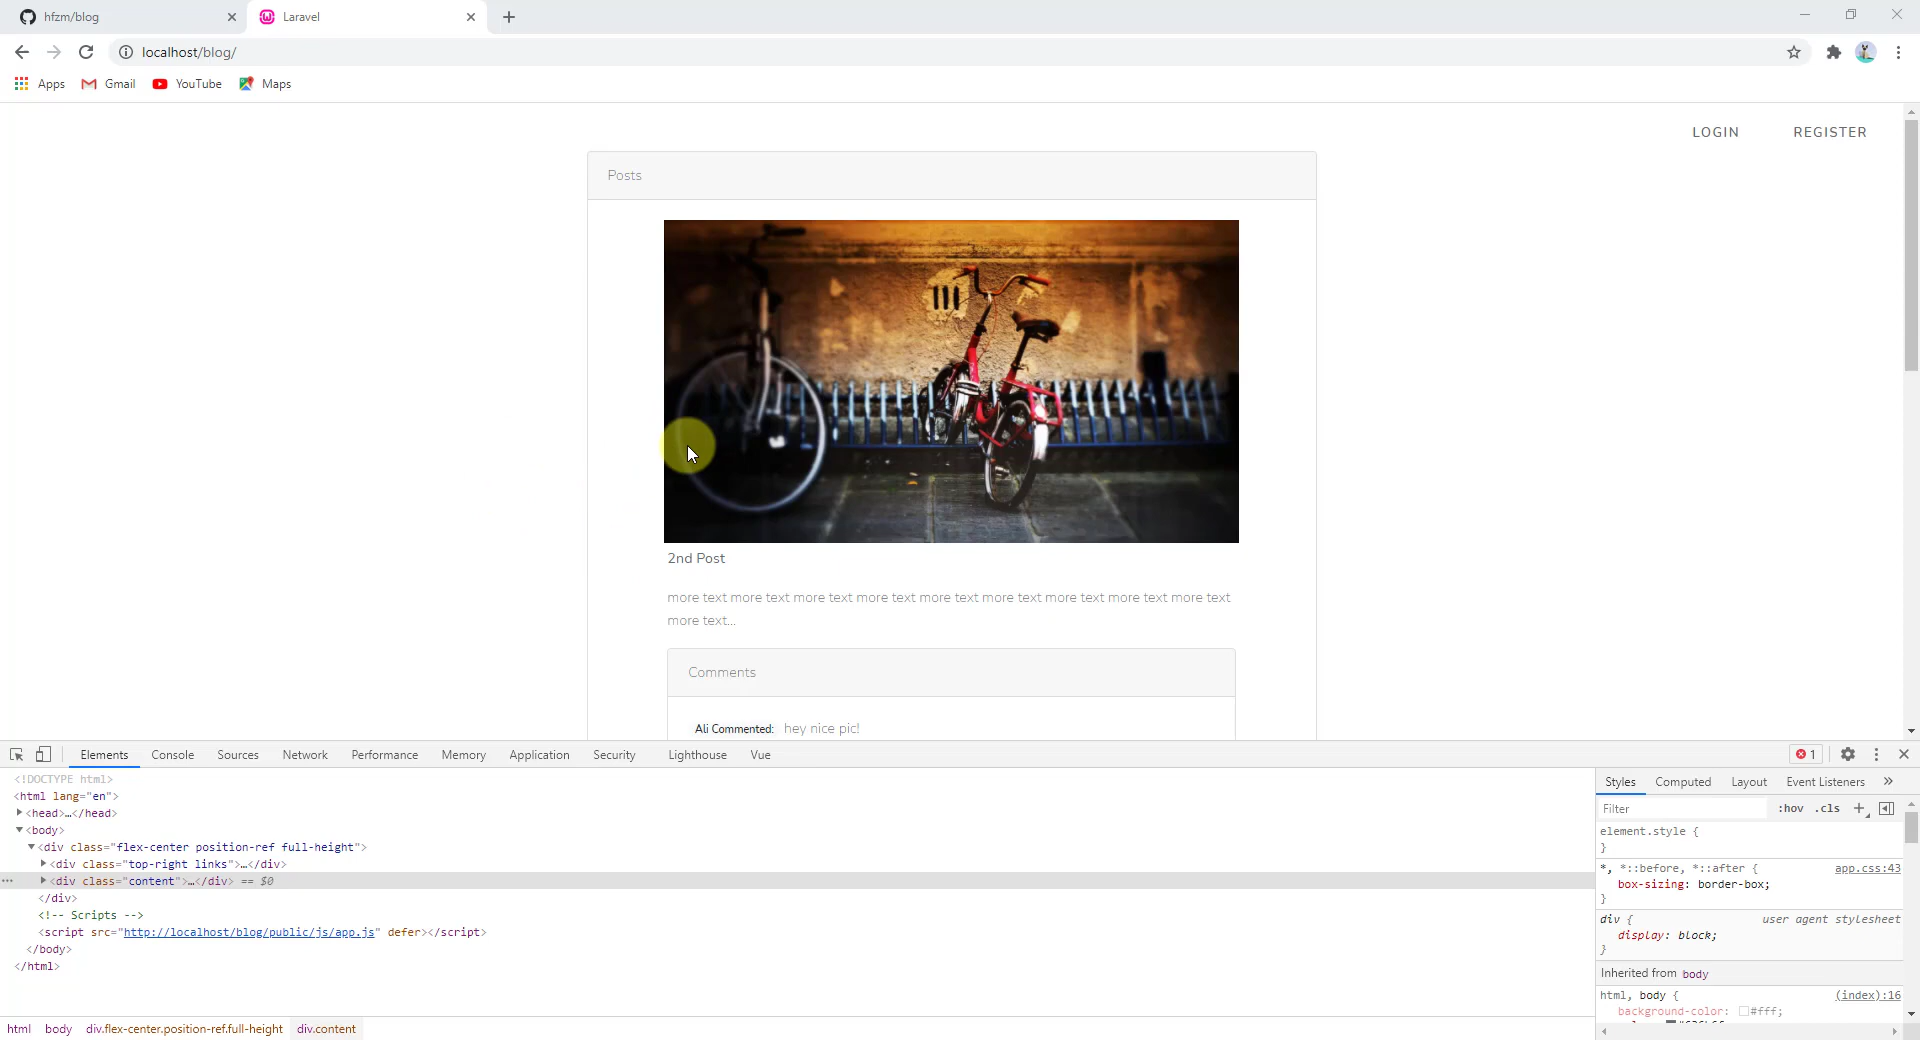 hfzm/blog
Laravel
localhost/blog/
Apps
Gmail
YouTube
Maps
LOGIN
REGISTER
Posts
2nd Post
more text more text more text more text more text more text more text more text more text
more text...
Comments
Ali Commented: hey nice pic!
Elements
Console
Sources
Network
Performance
Memory
Application
Security
Lighthouse
Vue
1
<!DOCTYPE html>
<html lang="en">
<head>…</head>
<body>
<div class="flex-center position-ref full-height">
<div class="top-right links">…</div>
<div class="content">…</div> == $0
</div>
<!-- Scripts -->
<script src="http://localhost/blog/public/js/app.js" defer></script>
</body>
</html>
html
body
div.flex-center.position-ref.full-height
div.content
Styles
Computed
Layout
Event Listeners
Filter
:hov
.cls
element.style {
}
*, *::before, *::after {
app.css:43
box-sizing: border-box;
}
div {
user agent stylesheet
display: block;
}
Inherited from body
html, body {
(index):16
background-color: #fff;